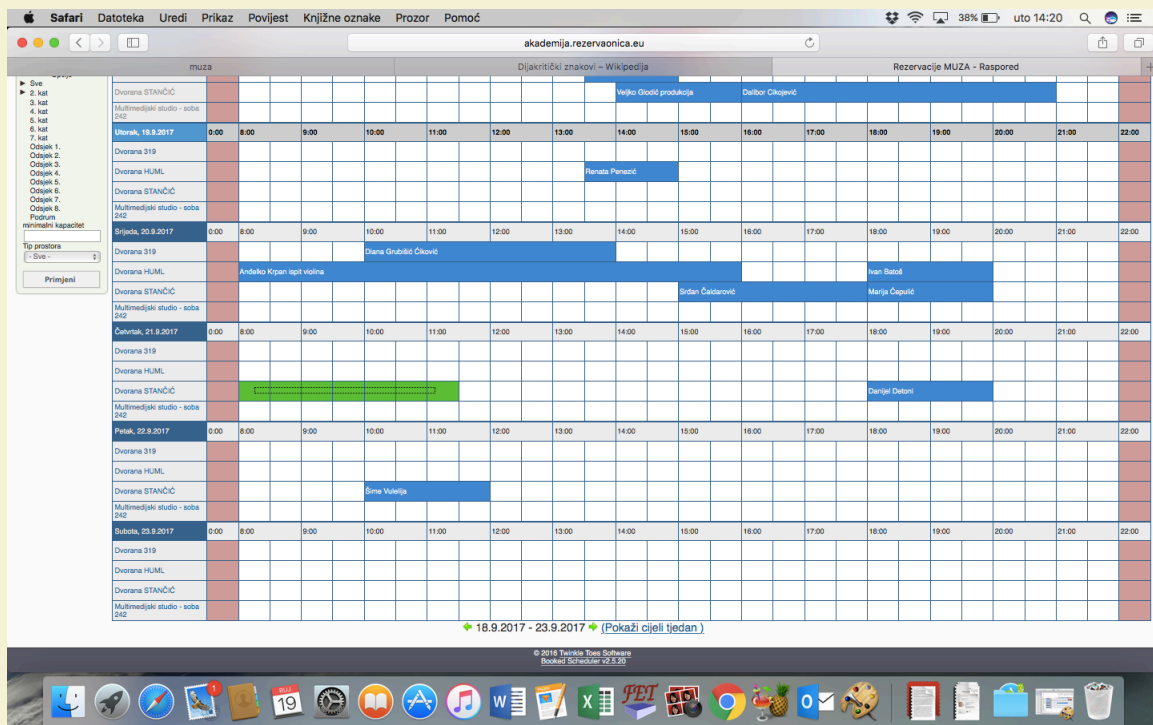 Safari Datoteka Uredi Prikaz Povijest Knjižne oznake Prozor Pomoć 38% uto 14:20
akademija.rezervaonica.eu
muza Dijakritički znakovi – Wikipedija Rezervacije MUZA - Raspored
Sve
2. kat
3. kat
4. kat
5. kat
6. kat
7. kat
Odsjek 1.
Odsjek 2.
Odsjek 3.
Odsjek 4.
Odsjek 5.
Odsjek 6.
Odsjek 7.
Odsjek 8.
Podrum
minimalni kapacitet
Tip prostora
- Sve -
Primjeni
Dvorana STANČIĆ Veljko Glodić produkcija Dalibor Cikojević
Multimedijski studio - soba
242
Utorak, 19.9.2017 0:00 8:00 9:00 10:00 11:00 12:00 13:00 14:00 15:00 16:00 17:00 18:00 19:00 20:00 21:00 22:00
Dvorana 319
Dvorana HUML Renata Penezić
Dvorana STANČIĆ
Multimedijski studio - soba
242
Srijeda, 20.9.2017 0:00 8:00 9:00 10:00 11:00 12:00 13:00 14:00 15:00 16:00 17:00 18:00 19:00 20:00 21:00 22:00
Dvorana 319 Diana Grubišić Ćiković
Dvorana HUML Anđelko Krpan ispit violina Ivan Batoš
Dvorana STANČIĆ Srđan Čaldarović Marija Ćepulić
Multimedijski studio - soba
242
Četvrtak, 21.9.2017 0:00 8:00 9:00 10:00 11:00 12:00 13:00 14:00 15:00 16:00 17:00 18:00 19:00 20:00 21:00 22:00
Dvorana 319
Dvorana HUML
Dvorana STANČIĆ Danijel Detoni
Multimedijski studio - soba
242
Petak, 22.9.2017 0:00 8:00 9:00 10:00 11:00 12:00 13:00 14:00 15:00 16:00 17:00 18:00 19:00 20:00 21:00 22:00
Dvorana 319
Dvorana HUML
Dvorana STANČIĆ Šime Vulelija
Multimedijski studio - soba
242
Subota, 23.9.2017 0:00 8:00 9:00 10:00 11:00 12:00 13:00 14:00 15:00 16:00 17:00 18:00 19:00 20:00 21:00 22:00
Dvorana 319
Dvorana HUML
Dvorana STANČIĆ
Multimedijski studio - soba
242
18.9.2017 - 23.9.2017 (Pokaži cijeli tjedan )
© 2016 Twinkle Toes Software
Booked Scheduler v2.5.20
1
RUJ
19
FET